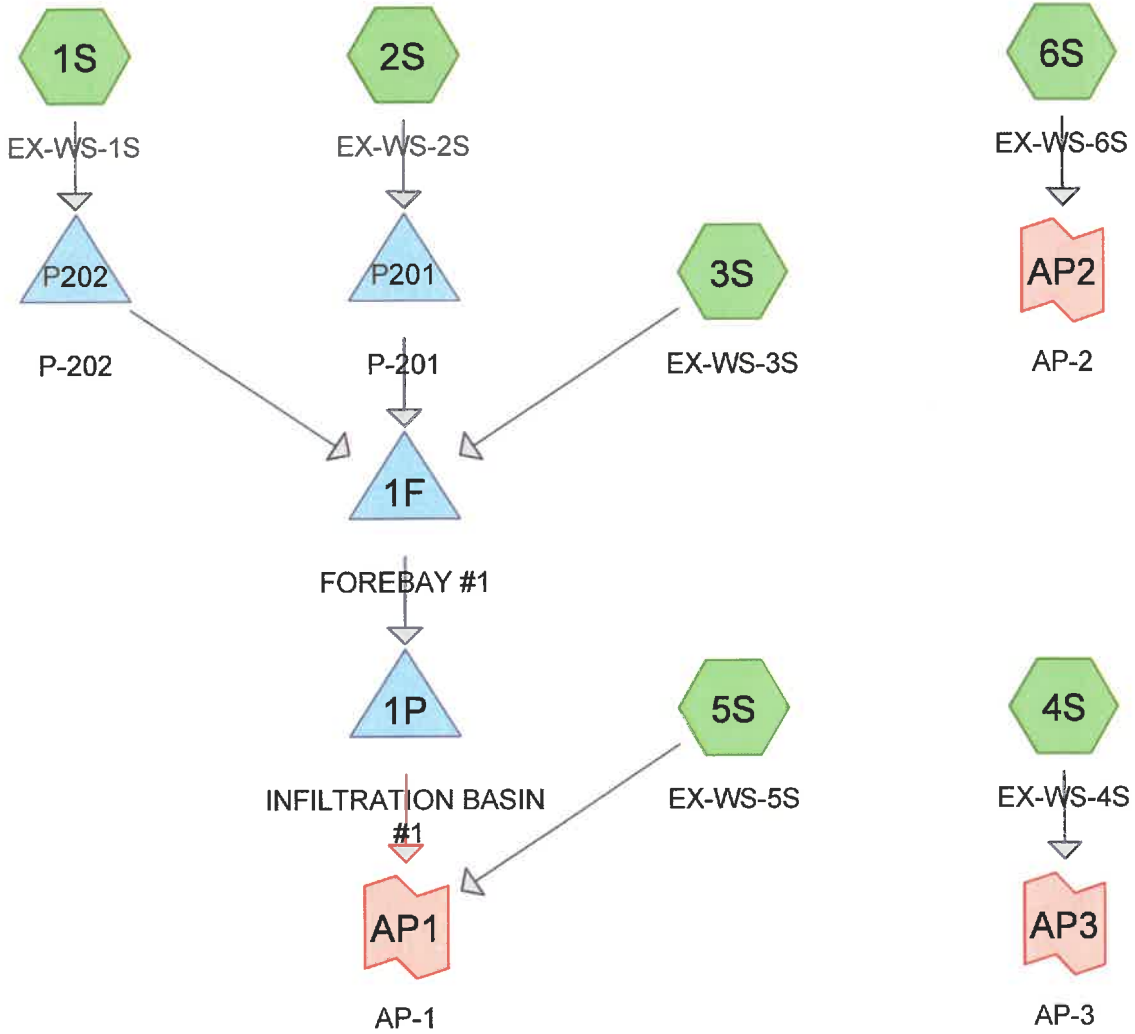 1S
2S
6S
EX-WS-1S
EX-WS-2S
EX-WS-6S
P202
P201
3S
AP2
P-202
P-201
EX-WS-3S
AP-2
1F
FOREBAY #1
1P
5S
4S
INFILTRATION BASIN
#1
EX-WS-5S
EX-WS-4S
AP1
AP3
AP-1
AP-3